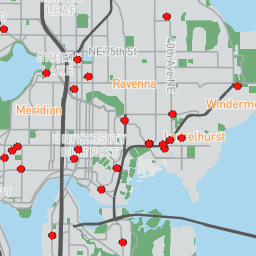 LEAF
NE 75th St
GREEN
LAKE
Ravenna
40th Ave NE
Windermere
Meridian
UNIVERSITY
DISTRICT
Laurelhurst